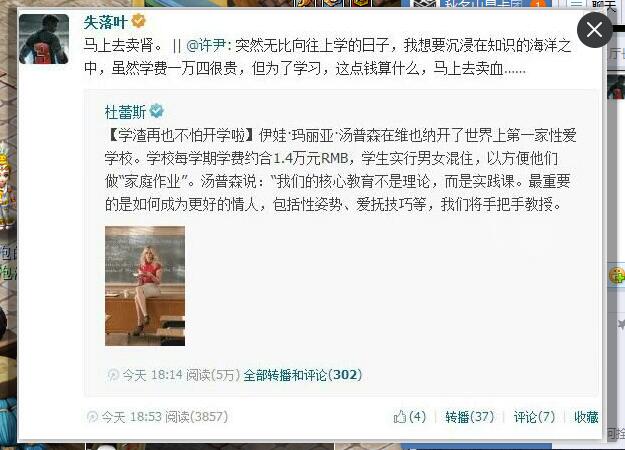 秋名山星卡团
1
聊天
失落叶
马上去卖肾。 || @许尹: 突然无比向往上学的日子，我想要沉浸在知识的海洋之
中，虽然学费一万四很贵，但为了学习，这点钱算什么，马上去卖血......
杜蕾斯
【学渣再也不怕开学啦】伊娃·玛丽亚·汤普森在维也纳开了世界上第一家性爱
学校。学校每学期学费约合1.4万元RMB，学生实行男女混住，以方便他们
做“家庭作业”。汤普森说：“我们的核心教育不是理论，而是实践课。最重要
的是如何成为更好的情人，包括性姿势、爱抚技巧等，我们将手把手教授。
今天 18:14 阅读(5万) 全部转播和评论(302)
今天 18:53 阅读(3857)
(4) 转播(37) 评论(7) 收藏